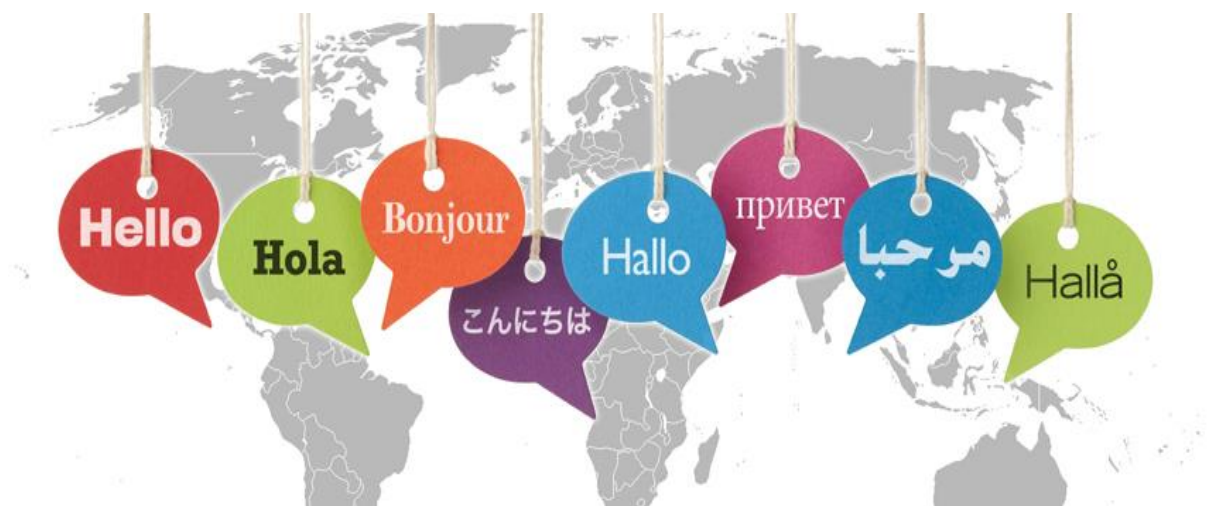 Hello
Hola
Bonjour
こんにちは
Hallo
привет
مرحبا
Hallå